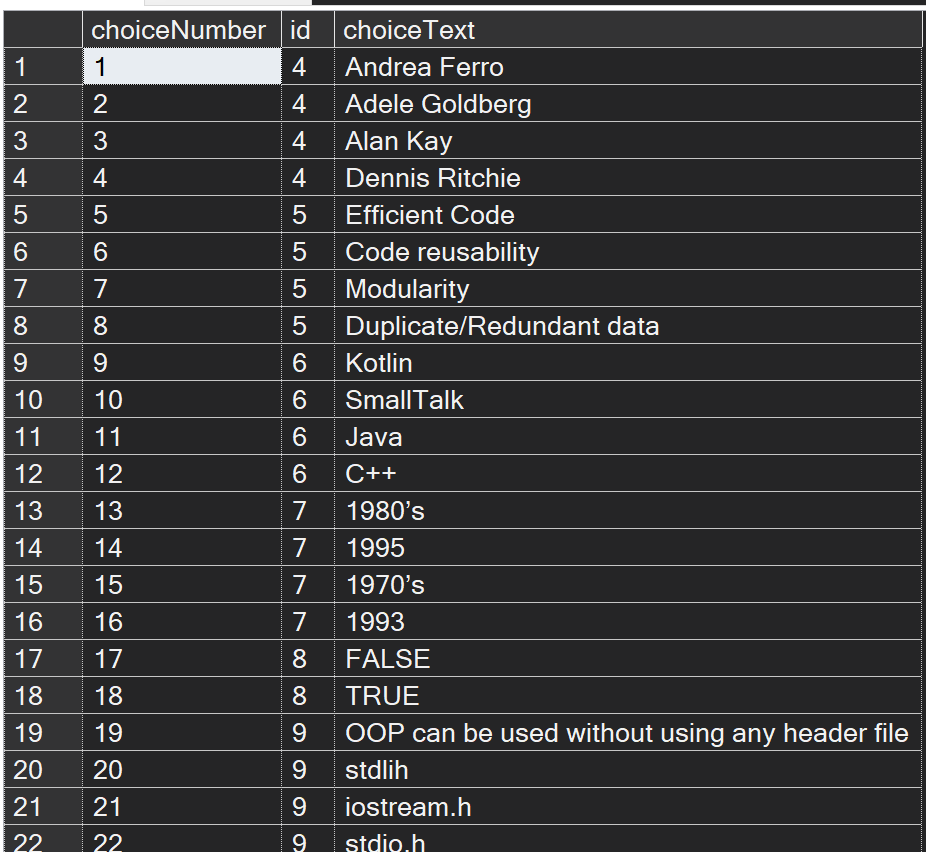 choiceNumber id choiceText
1 1 4 Andrea Ferro
2 2 4 Adele Goldberg
3 3 4 Alan Kay
4 4 4 Dennis Ritchie
5 5 5 Efficient Code
6 6 5 Code reusability
7 7 5 Modularity
8 8 5 Duplicate/Redundant data
9 9 6 Kotlin
10 10 6 SmallTalk
11 11 6 Java
12 12 6 C++
13 13 7 1980’s
14 14 7 1995
15 15 7 1970’s
16 16 7 1993
17 17 8 FALSE
18 18 8 TRUE
19 19 9 OOP can be used without using any header file
20 20 9 stdlih
21 21 9 iostream.h
22 22 9 stdio.h